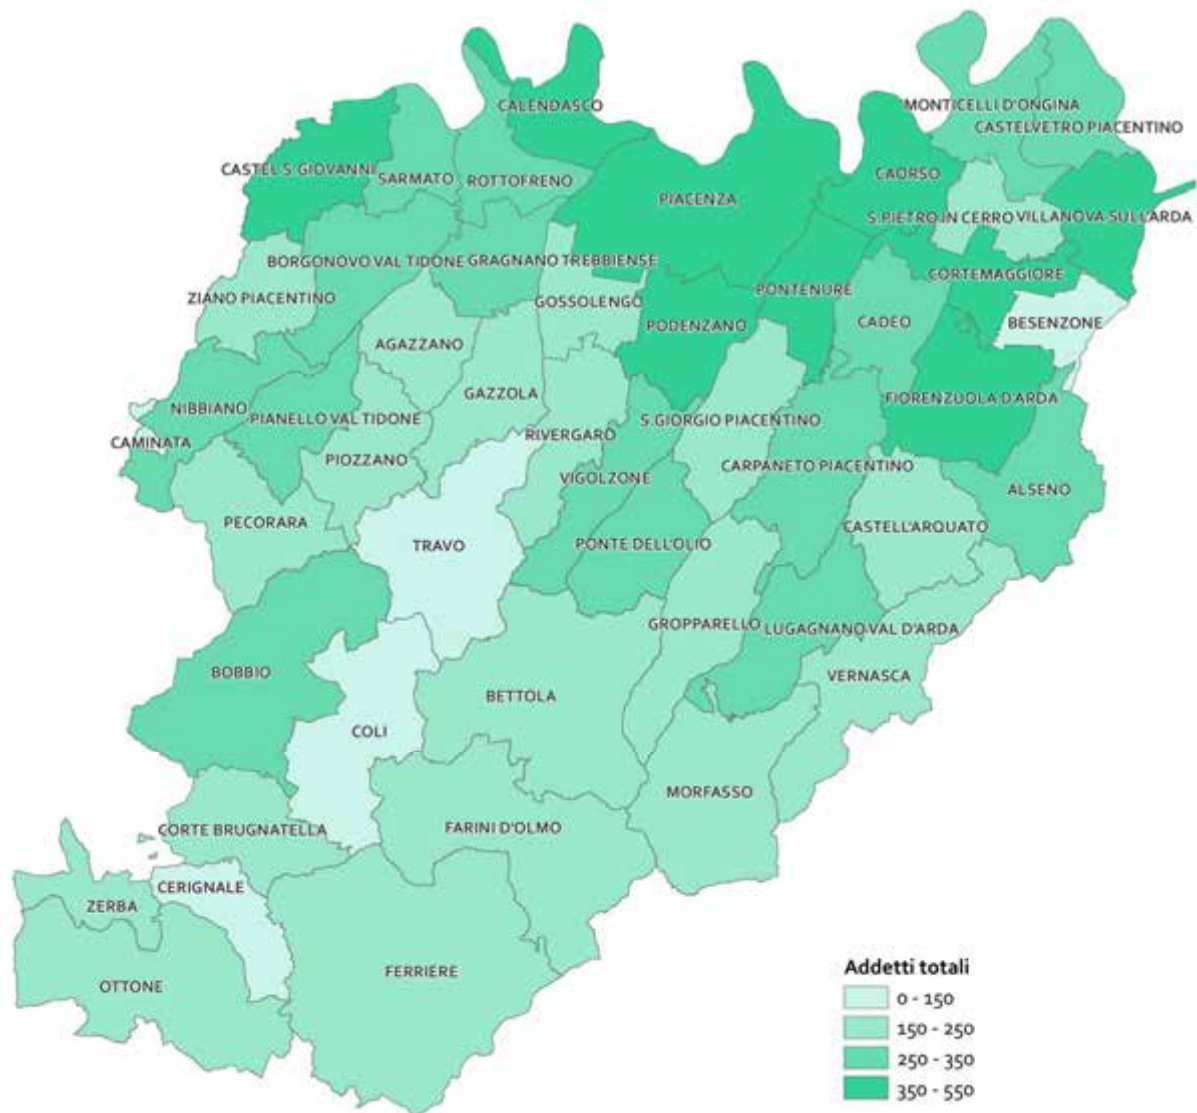 MONTICELLI D'ONGINA
CALENDASCO
CASTELVETRO PIACENTINO
CASTEL S GIOVANNI
SARMATO
ROTTOFRENO
CAORSO
PIACENZA
S.PIETRO IN CERRO
VILLANOVA SULL'ARDA
BORGONOVO VAL TIDONE
GRAGNANO TREBBIENSE
CORTEMAGGIORE
ZIANO PIACENTINO
GOSSOLENGO
PONTENURE
PODENZANO
CADEO
BESENZONE
AGAZZANO
GAZZOLA
FIORENZUOLA D'ARDA
NIBBIANO
PIANELLO VAL TIDONE
S.GIORGIO PIACENTINO
CAMINATA
RIVERGARO
PIOZZANO
CARPANETO PIACENTINO
VIGOLZONE
ALSENO
PECORARA
CASTELL'ARQUATO
TRAVO
PONTE DELL'OLIO
GROPPARELLO
LUGAGNANO VAL D'ARDA
BOBBIO
VERNASCA
BETTOLA
COLI
MORFASSO
CORTE BRUGNATELLA
FARINI D'OLMO
CERIGNALE
ZERBA
FERRIERE
OTTONE
Addetti totali
0 - 150
150 - 250
250 - 350
350 - 550